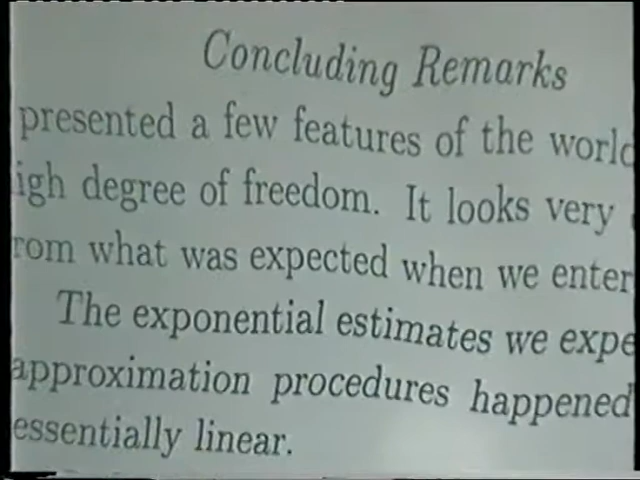 Concluding Remarks
presented a few features of the world
igh degree of freedom. It looks very
rom what was expected when we enter
The exponential estimates we expe
approximation procedures happened
essentially linear.